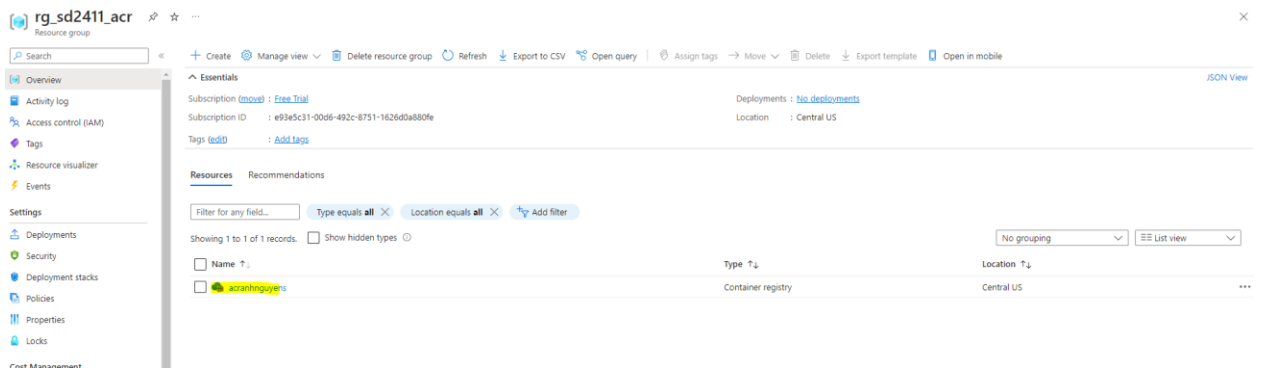 rg_sd2411_acr
Resource group
Search
Overview
Activity log
Access control (IAM)
Tags
Resource visualizer
Events
Settings
Deployments
Security
Deployment stacks
Policies
Properties
Locks
Cost Management
Create Manage view Delete resource group Refresh Export to CSV Open query Assign tags Move Delete Export template Open in mobile
Essentials JSON View
Subscription (move) : Free Trial Deployments : No deployments
Subscription ID : e93e5c31-00d6-492c-8751-1626d0a880fe Location : Central US
Tags (edit) : Add tags
Resources Recommendations
Filter for any field... Type equals all Location equals all Add filter
Showing 1 to 1 of 1 records. Show hidden types No grouping List view
Name Type Location
acranhnguyens Container registry Central US